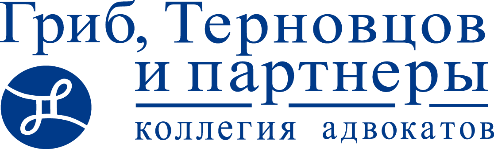 Гриб, Терновцов
и партнеры
коллегия адвокатов